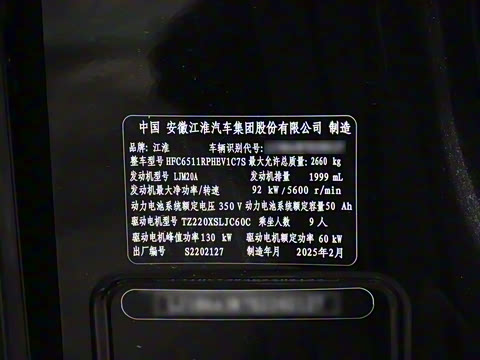 中国 安徽江淮汽车集团股份有限公司 制造
品牌：江淮 车辆识别代号：
整车型号 HFC6511RPHEV1C7S 最大允许总质量： 2660 kg
发动机型号 LJM20A 发动机排量 1999 mL
发动机最大净功率/转速 92 kW/5600 r/min
动力电池系统额定电压 350 V 动力电池系统额定容量 50 Ah
驱动电机型号 TZ220XSLJC60C 乘坐人数 9 人
驱动电机峰值功率 130 kW 驱动电机额定功率 60 kW
出厂编号 S2202127 制造年月 2025年2月